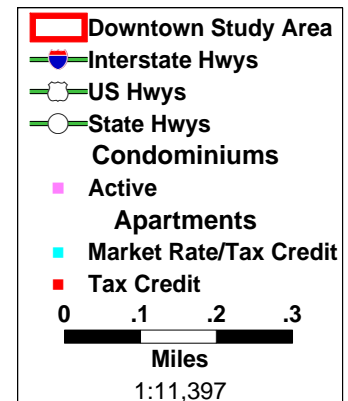 Downtown Study Area
Interstate Hwys
US Hwys
State Hwys
Condominiums
Active
Apartments
Market Rate/Tax Credit
Tax Credit
0 .1 .2 .3
Miles
1:11,397